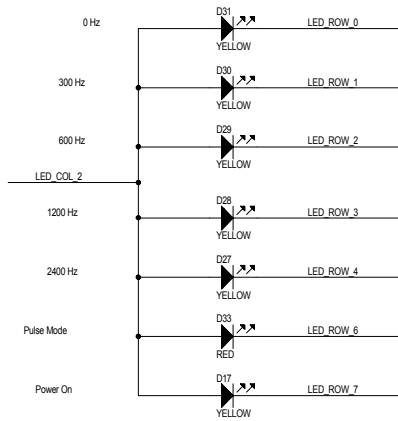 D31
0 Hz LED_ROW_0
YELLOW
D30
300 Hz LED_ROW_1
YELLOW
D29
600 Hz LED_ROW_2
YELLOW
LED_COL_2
D28
1200 Hz LED_ROW_3
YELLOW
D27
2400 Hz LED_ROW_4
YELLOW
D33
Pulse Mode LED_ROW_6
RED
D17
Power On LED_ROW_7
YELLOW